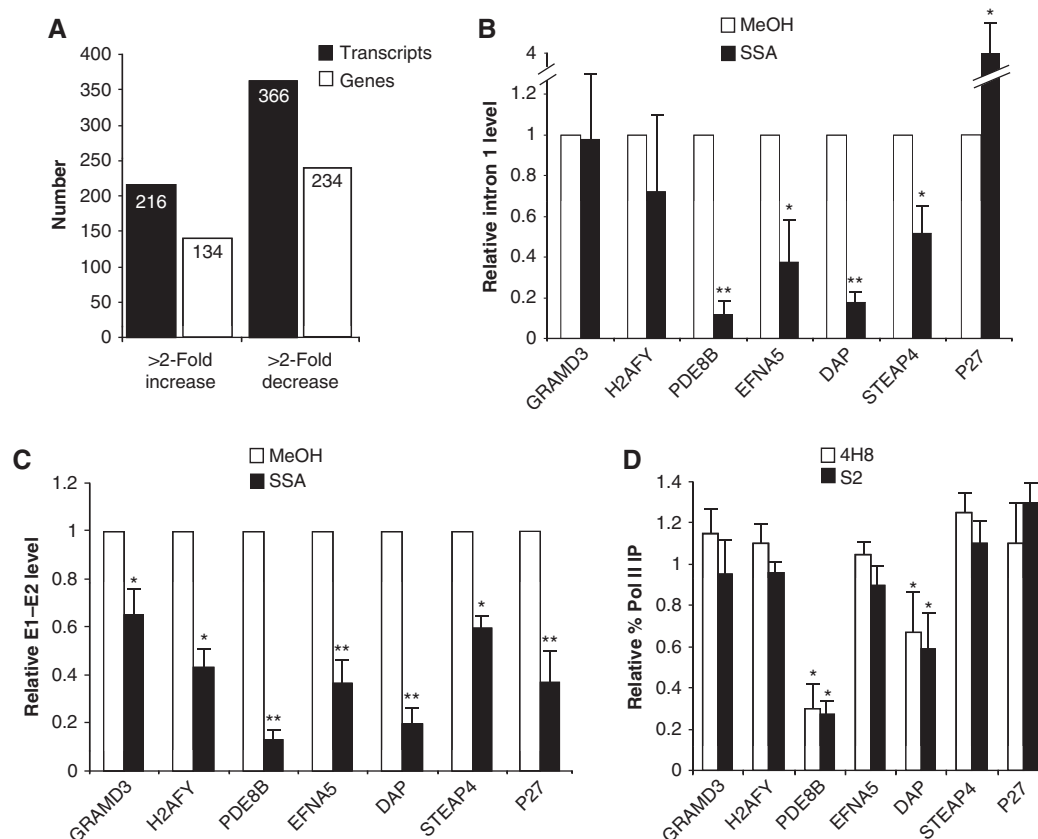 A
Transcripts
Genes
Number
400
350
300
250
200
150
100
50
0
216
134
366
234
>2-Fold
increase
>2-Fold
decrease
B
MeOH
SSA
Relative intron 1 level
4
1.2
1
0.8
0.6
0.4
0.2
0
*
**
*
**
*
GRAMD3
H2AFY
PDE8B
EFNA5
DAP
STEAP4
P27
C
MeOH
SSA
Relative E1–E2 level
1.2
1
0.8
0.6
0.4
0.2
0
*
*
**
**
**
*
**
GRAMD3
H2AFY
PDE8B
EFNA5
DAP
STEAP4
P27
D
4H8
S2
Relative % Pol II IP
1.4
1.2
1
0.8
0.6
0.4
0.2
0
*
*
*
*
GRAMD3
H2AFY
PDE8B
EFNA5
DAP
STEAP4
P27